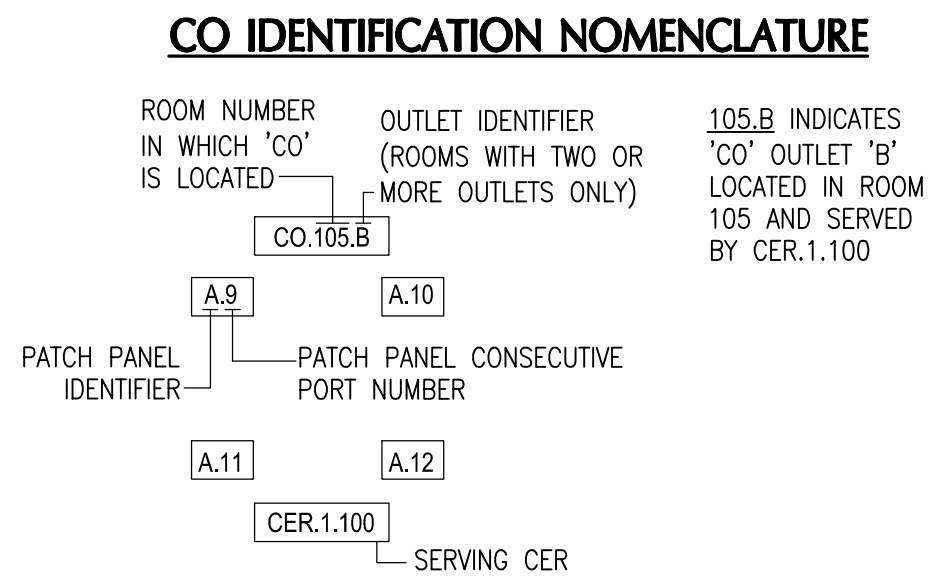 CO IDENTIFICATION NOMENCLATURE
ROOM NUMBER
IN WHICH 'CO'
IS LOCATED
OUTLET IDENTIFIER
(ROOMS WITH TWO OR
MORE OUTLETS ONLY)
105.B INDICATES
'CO' OUTLET 'B'
LOCATED IN ROOM
105 AND SERVED
BY CER.1.100
CO.105.B
A.9
A.10
PATCH PANEL
IDENTIFIER
PATCH PANEL CONSECUTIVE
PORT NUMBER
A.11
A.12
CER.1.100
SERVING CER